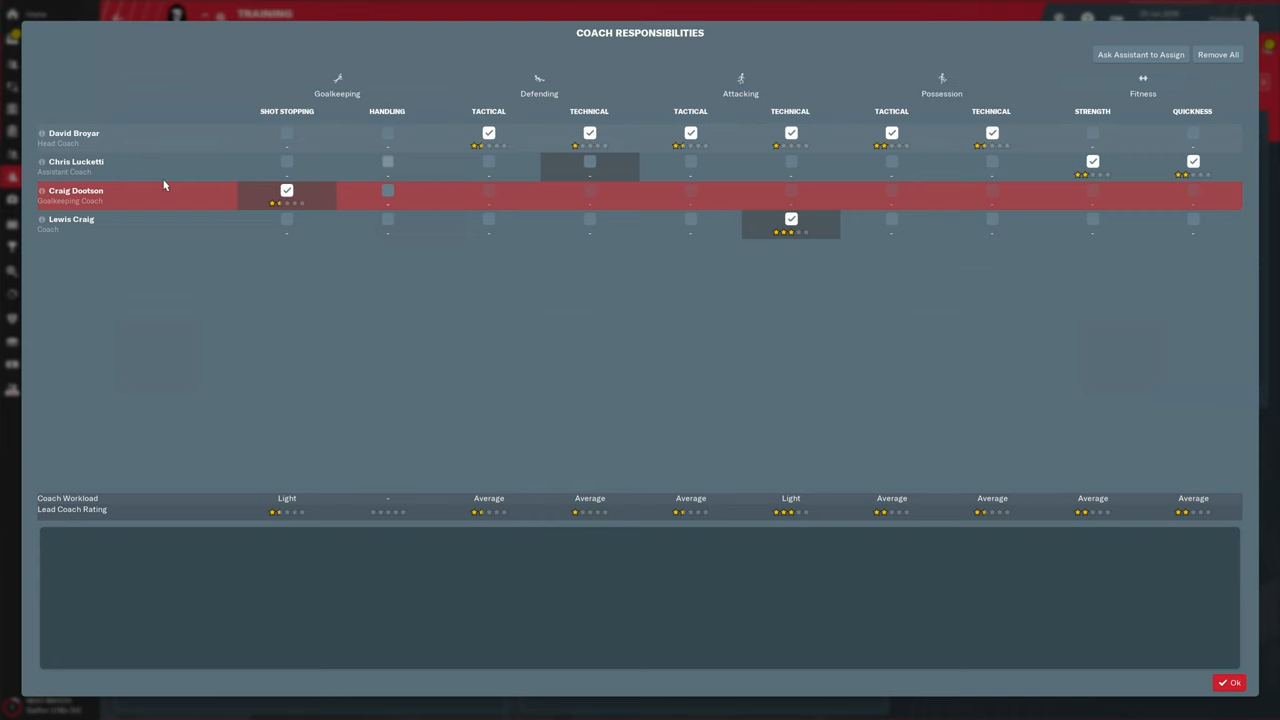 Home
TRAINING
COACH RESPONSIBILITIES
Ask Assistant to Assign
Remove All
Goalkeeping
Defending
Attacking
Possession
Fitness
SHOT STOPPING
HANDLING
TACTICAL
TECHNICAL
TACTICAL
TECHNICAL
TACTICAL
TECHNICAL
STRENGTH
QUICKNESS
David Broyar
Head Coach
- - - -
Chris Lucketti
Assistant Coach
- - - - - - - -
Craig Dootson
Goalkeeping Coach
- - - - - - - - -
Lewis Craig
Coach
- - - - - - - - -
Coach Workload
Light
-
Average
Average
Average
Light
Average
Average
Average
Average
Lead Coach Rating
Ok